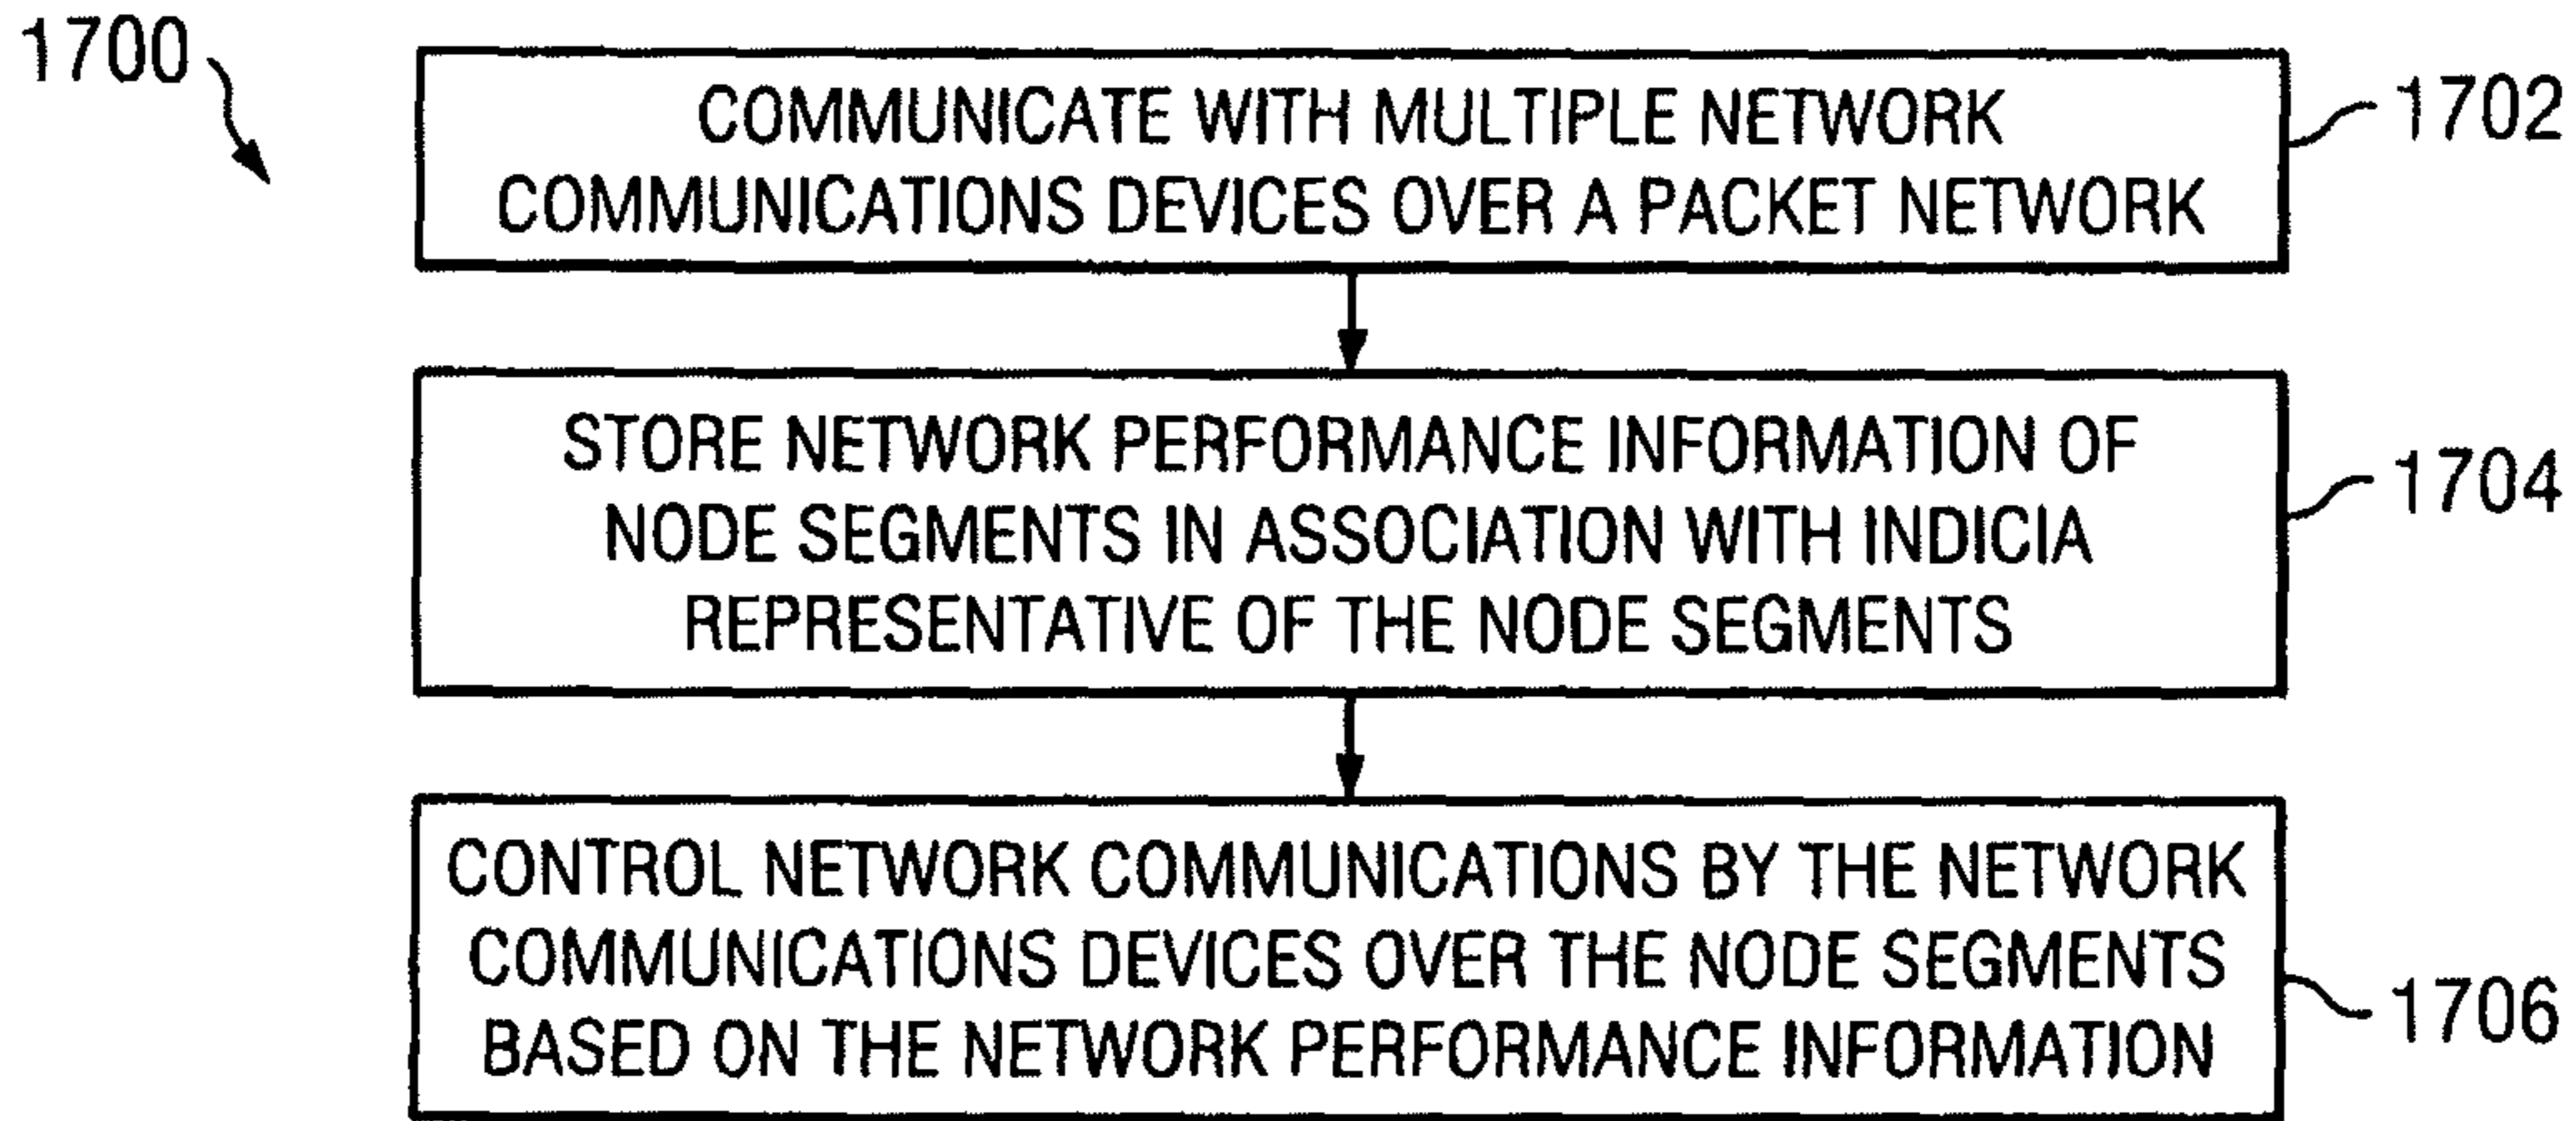 1700
COMMUNICATE WITH MULTIPLE NETWORK
COMMUNICATIONS DEVICES OVER A PACKET NETWORK
1702
STORE NETWORK PERFORMANCE INFORMATION OF
NODE SEGMENTS IN ASSOCIATION WITH INDICIA
REPRESENTATIVE OF THE NODE SEGMENTS
1704
CONTROL NETWORK COMMUNICATIONS BY THE NETWORK
COMMUNICATIONS DEVICES OVER THE NODE SEGMENTS
BASED ON THE NETWORK PERFORMANCE INFORMATION
1706